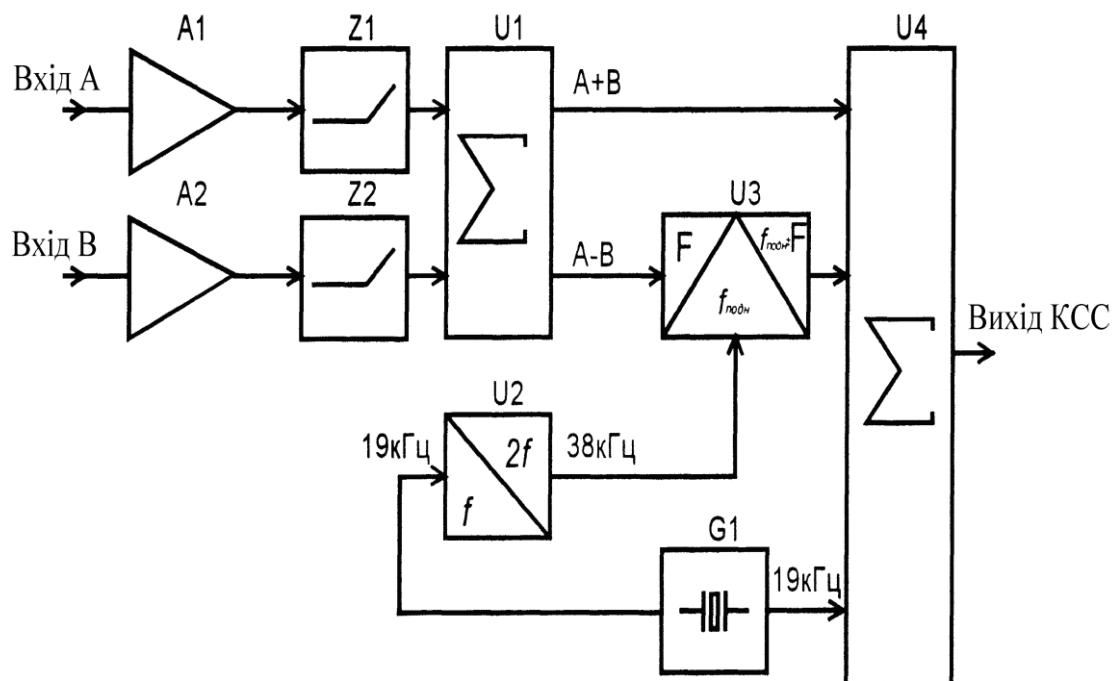 A1
Z1
U1
U4
Вхід А
А+В
A2
Z2
U3
Вхід В
А-В
F
fподн±F
fподн
Вихід КСС
U2
19кГц
2f
38кГц
f
G1
19кГц